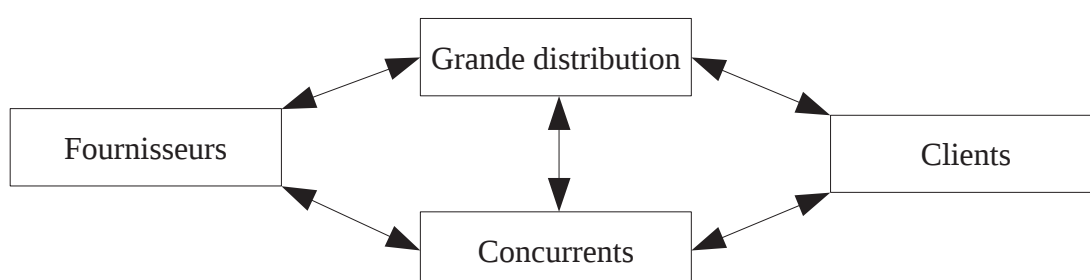 Grande distribution
Fournisseurs
Clients
Concurrents